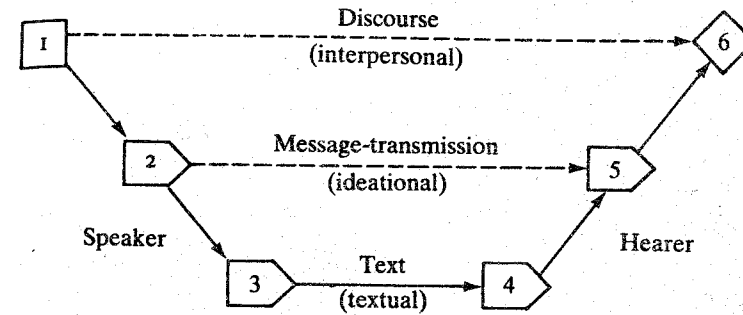 Discourse
1
6
(interpersonal)
Message-transmission
2
5
(ideational)
Speaker
Hearer
Text
3
4
(textual)